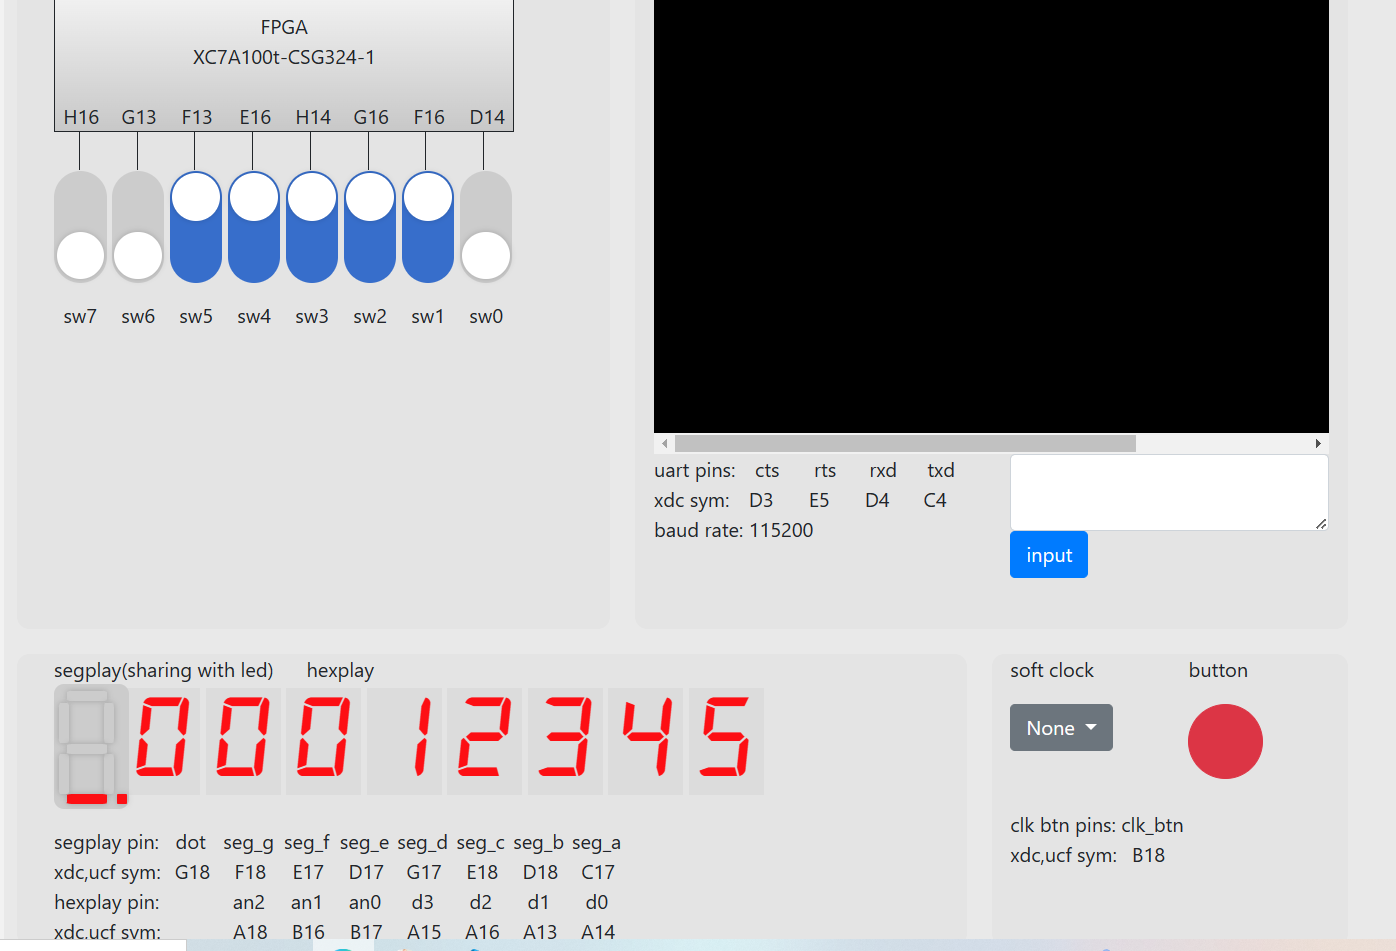 FPGA
XC7A100t-CSG324-1
H16 G13 F13 E16 H14 G16 F16 D14
sw7 sw6 sw5 sw4 sw3 sw2 sw1 sw0
uart pins: cts rts rxd txd
xdc sym: D3 E5 D4 C4
baud rate: 115200
input
segplay(sharing with led) hexplay
00012345
segplay pin: dot seg_g seg_f seg_e seg_d seg_c seg_b seg_a
xdc,ucf sym: G18 F18 E17 D17 G17 E18 D18 C17
hexplay pin: an2 an1 an0 d3 d2 d1 d0
xdc,ucf sym: A18 B16 B17 A15 A16 A13 A14
soft clock button
None
clk btn pins: clk_btn
xdc,ucf sym: B18